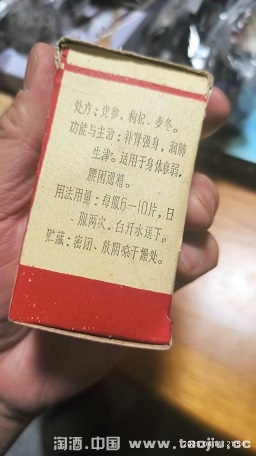 处方：党参、枸杞、麦冬。
功能与主治：补肾强身，润肺
生津。适用于身体衰弱，
腰困遗精。
用法用量：每服6—10片，日
服两次，白开水送下。
贮藏：密闭、放阴凉干燥处。
淘酒.中国 www.taojiu.cc